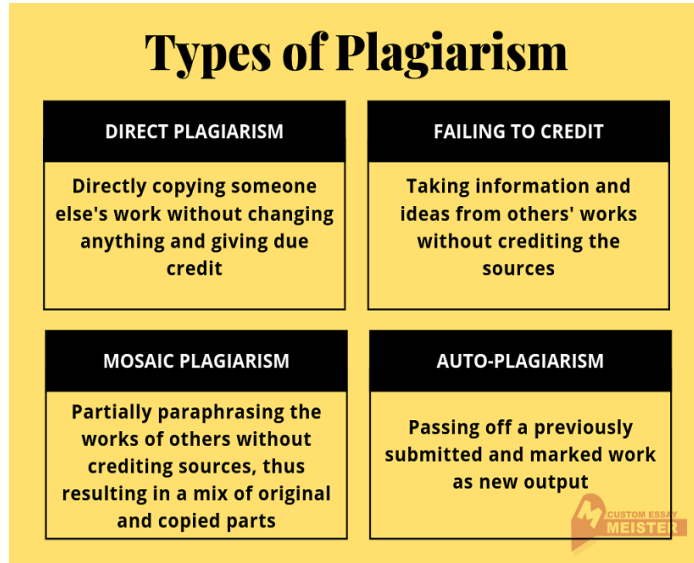 Types of Plagiarism
DIRECT PLAGIARISM
Directly copying someone
else's work without changing
anything and giving due
credit
FAILING TO CREDIT
Taking information and
ideas from others' works
without crediting the
sources
MOSAIC PLAGIARISM
Partially paraphrasing the
works of others without
crediting sources, thus
resulting in a mix of original
and copied parts
AUTO-PLAGIARISM
Passing off a previously
submitted and marked work
as new output
CUSTOM ESSAY
MEISTER